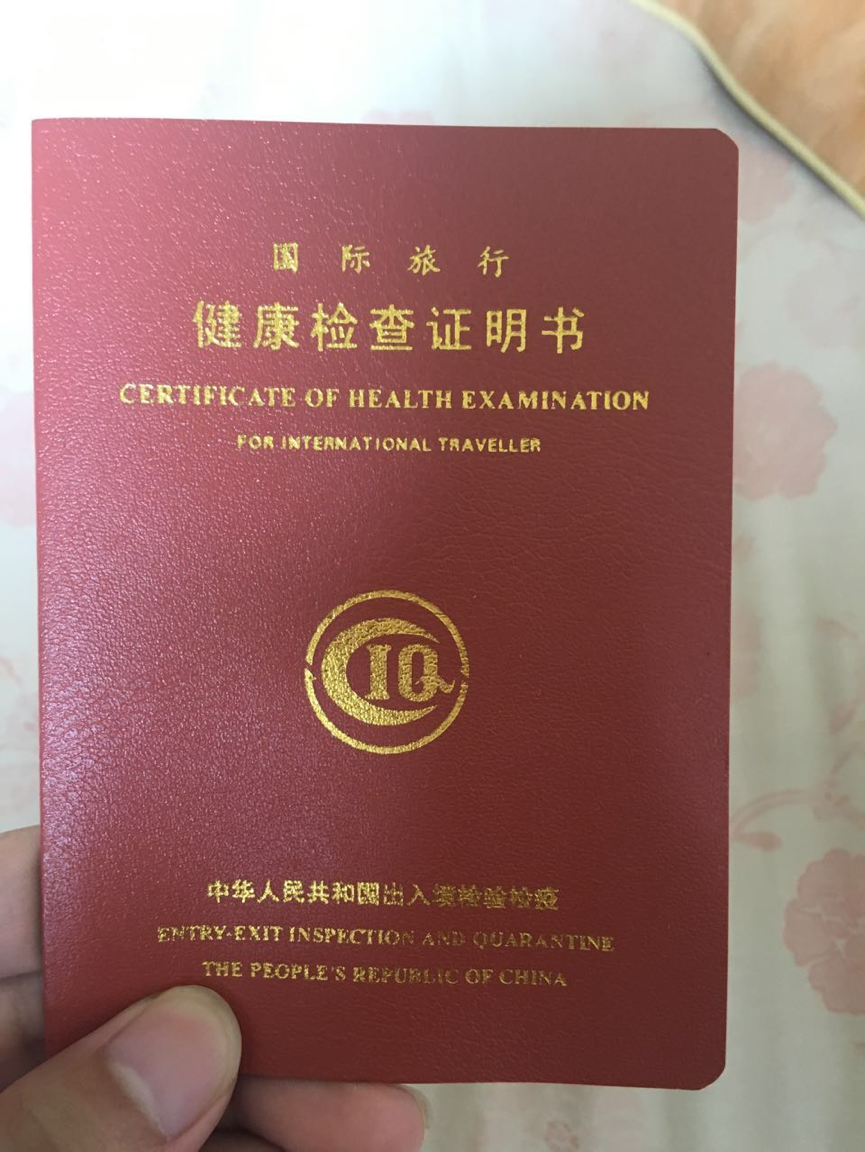 国际旅行
健康检查证明书
CERTIFICATE OF HEALTH EXAMINATION
FOR INTERNATIONAL TRAVELLER
CIQ
中华人民共和国出入境检验检疫
ENTRY-EXIT INSPECTION AND QUARANTINE
THE PEOPLE'S REPUBLIC OF CHINA